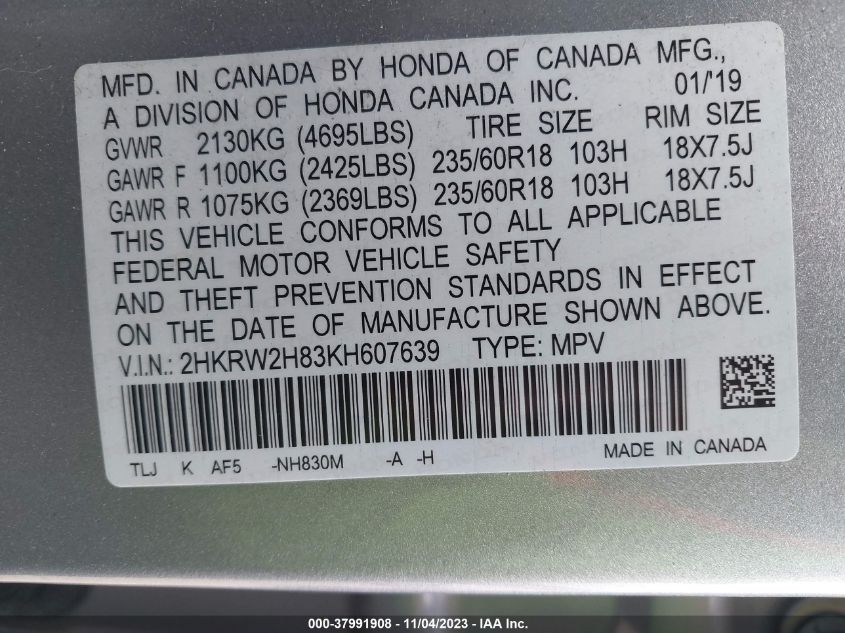 MFD. IN CANADA BY HONDA OF CANADA MFG.,
A DIVISION OF HONDA CANADA INC. 01/'19
GVWR 2130KG (4695LBS) TIRE SIZE RIM SIZE
GAWR F 1100KG (2425LBS) 235/60R18 103H 18X7.5J
GAWR R 1075KG (2369LBS) 235/60R18 103H 18X7.5J
THIS VEHICLE CONFORMS TO ALL APPLICABLE
FEDERAL MOTOR VEHICLE SAFETY
AND THEFT PREVENTION STANDARDS IN EFFECT
ON THE DATE OF MANUFACTURE SHOWN ABOVE.
V.I.N.: 2HKRW2H83KH607639 TYPE: MPV
TLJ K AF5 -NH830M -A -H MADE IN CANADA
000-37991908 - 11/04/2023 - IAA Inc.